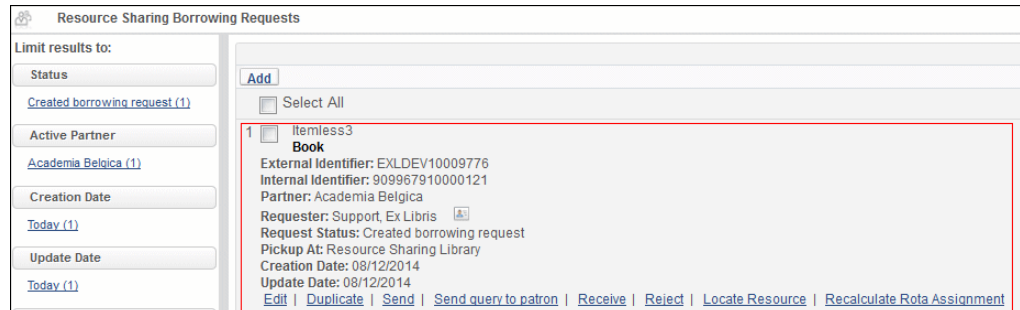 Resource Sharing Borrowing Requests
Limit results to:
Status
Created borrowing request (1)
Active Partner
Academia Belgica (1)
Creation Date
Today (1)
Update Date
Today (1)
Add
Select All
1 Itemless3
Book
External Identifier: EXLDEV10009776
Internal Identifier: 909967910000121
Partner: Academia Belgica
Requester: Support, Ex Libris
Request Status: Created borrowing request
Pickup At: Resource Sharing Library
Creation Date: 08/12/2014
Update Date: 08/12/2014
Edit | Duplicate | Send | Send query to patron | Receive | Reject | Locate Resource | Recalculate Rota Assignment